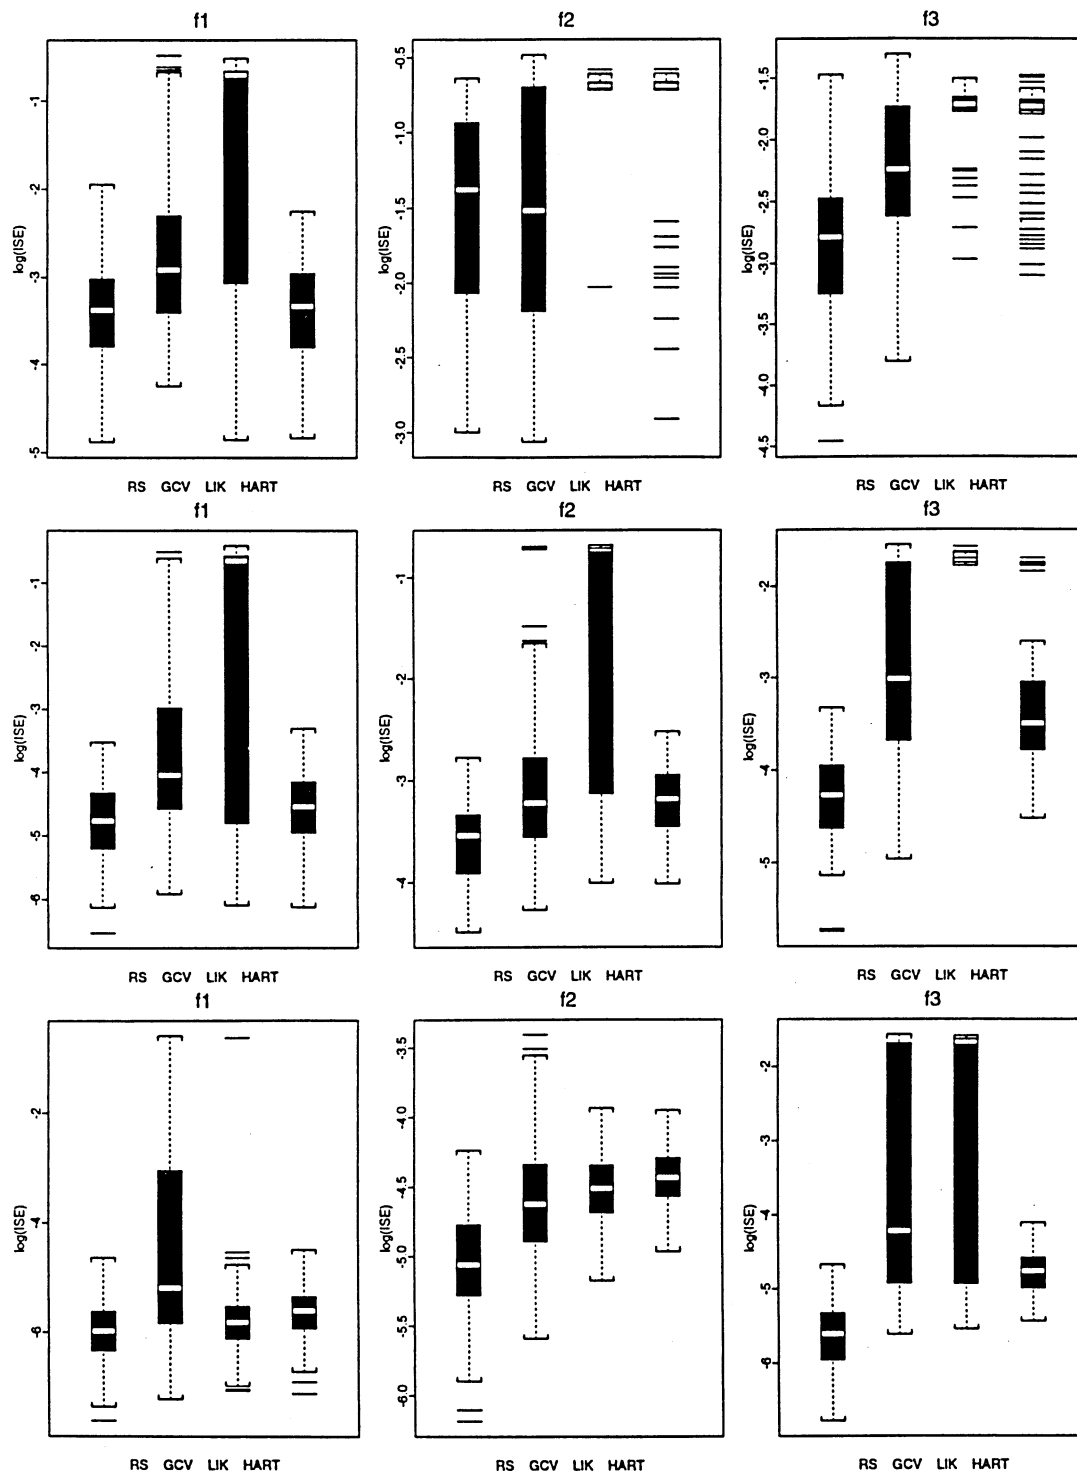 f1
log(ISE)
-1
-2
-3
-4
-5
RS GCV LIK HART
f2
log(ISE)
-0.5
-1.0
-1.5
-2.0
-2.5
-3.0
RS GCV LIK HART
f3
log(ISE)
-1.5
-2.0
-2.5
-3.0
-3.5
-4.0
-4.5
RS GCV LIK HART
f1
log(ISE)
-1
-2
-3
-4
-5
-6
RS GCV LIK HART
f2
log(ISE)
-1
-2
-3
-4
RS GCV LIK HART
f3
log(ISE)
-2
-3
-4
-5
RS GCV LIK HART
f1
log(ISE)
-2
-4
-6
RS GCV LIK HART
f2
log(ISE)
-3.5
-4.0
-4.5
-5.0
-5.5
-6.0
RS GCV LIK HART
f3
log(ISE)
-2
-3
-4
-5
-6
RS GCV LIK HART